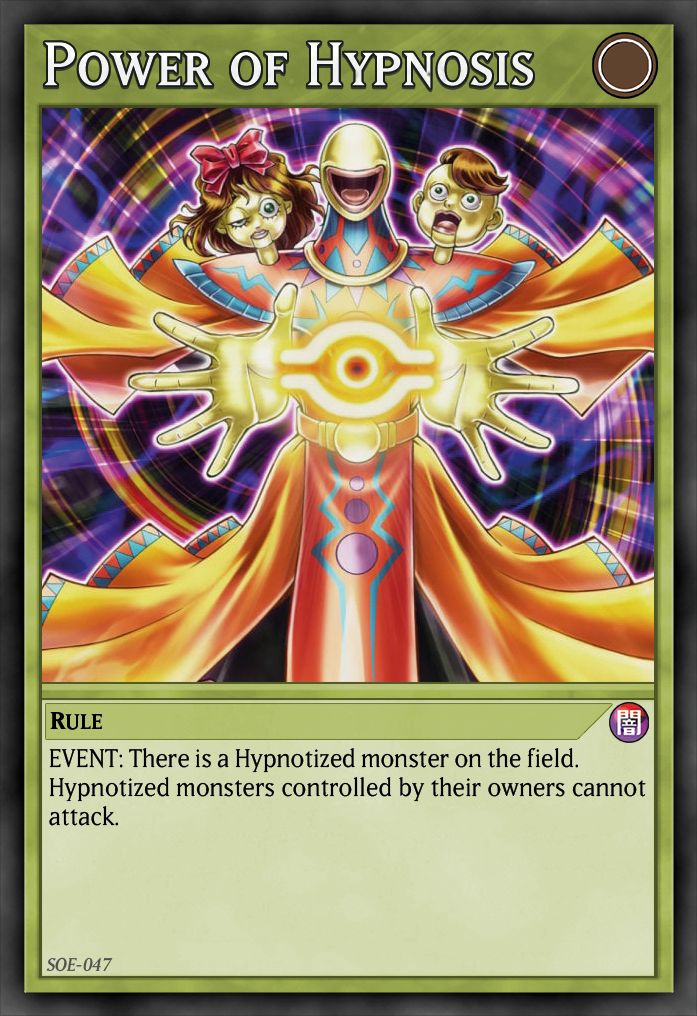 Power of Hypnosis
Rule
闇
EVENT: There is a Hypnotized monster on the field.
Hypnotized monsters controlled by their owners cannot
attack.
SOE-047